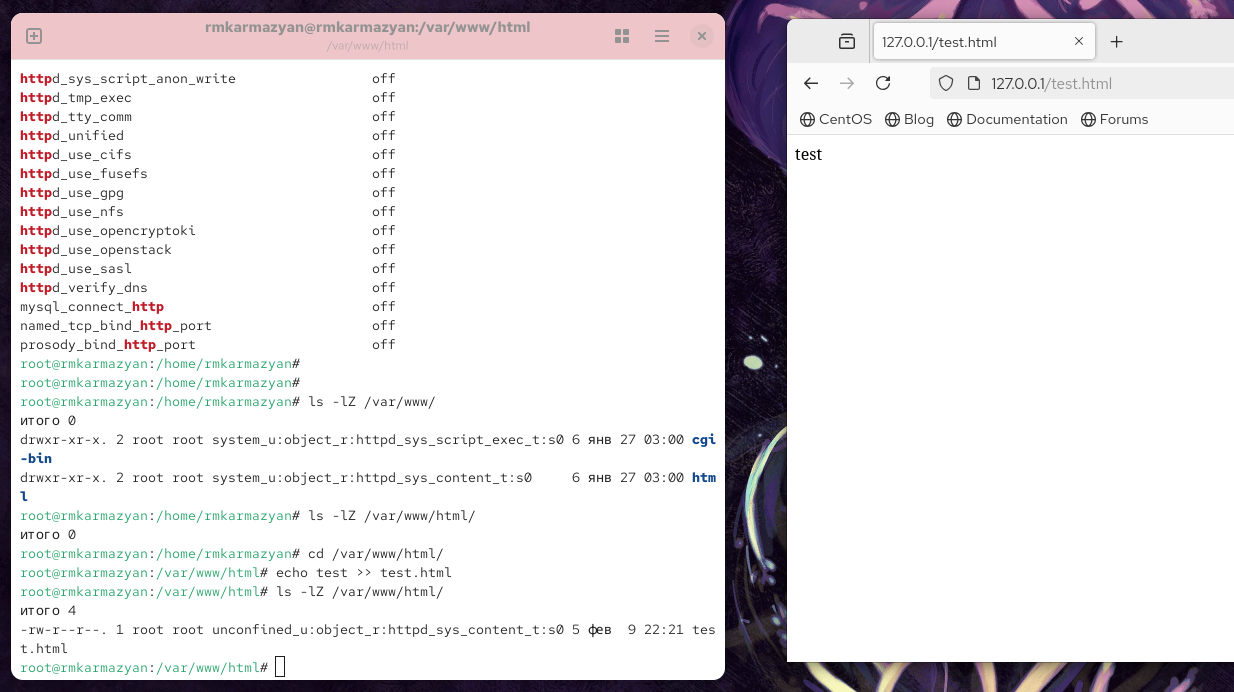 rmkarmazyan@rmkarmazyan:/var/www/html
/var/www/html
httpd_sys_script_anon_write                 off
httpd_tmp_exec                              off
httpd_tty_comm                              off
httpd_unified                               off
httpd_use_cifs                              off
httpd_use_fusefs                            off
httpd_use_gpg                               off
httpd_use_nfs                               off
httpd_use_opencryptoki                      off
httpd_use_openstack                         off
httpd_use_sasl                              off
httpd_verify_dns                            off
mysql_connect_http                          off
named_tcp_bind_http_port                    off
prosody_bind_http_port                      off
root@rmkarmazyan:/home/rmkarmazyan#
root@rmkarmazyan:/home/rmkarmazyan#
root@rmkarmazyan:/home/rmkarmazyan# ls -lZ /var/www/
итого 0
drwxr-xr-x. 2 root root system_u:object_r:httpd_sys_script_exec_t:s0 6 янв 27 03:00 cgi
-bin
drwxr-xr-x. 2 root root system_u:object_r:httpd_sys_content_t:s0     6 янв 27 03:00 htm
l
root@rmkarmazyan:/home/rmkarmazyan# ls -lZ /var/www/html/
итого 0
root@rmkarmazyan:/home/rmkarmazyan# cd /var/www/html/
root@rmkarmazyan:/var/www/html# echo test >> test.html
root@rmkarmazyan:/var/www/html# ls -lZ /var/www/html/
итого 4
-rw-r--r--. 1 root root unconfined_u:object_r:httpd_sys_content_t:s0 5 фев  9 22:21 tes
t.html
root@rmkarmazyan:/var/www/html#
127.0.0.1/test.html
127.0.0.1/test.html
CentOS Blog Documentation Forums
test